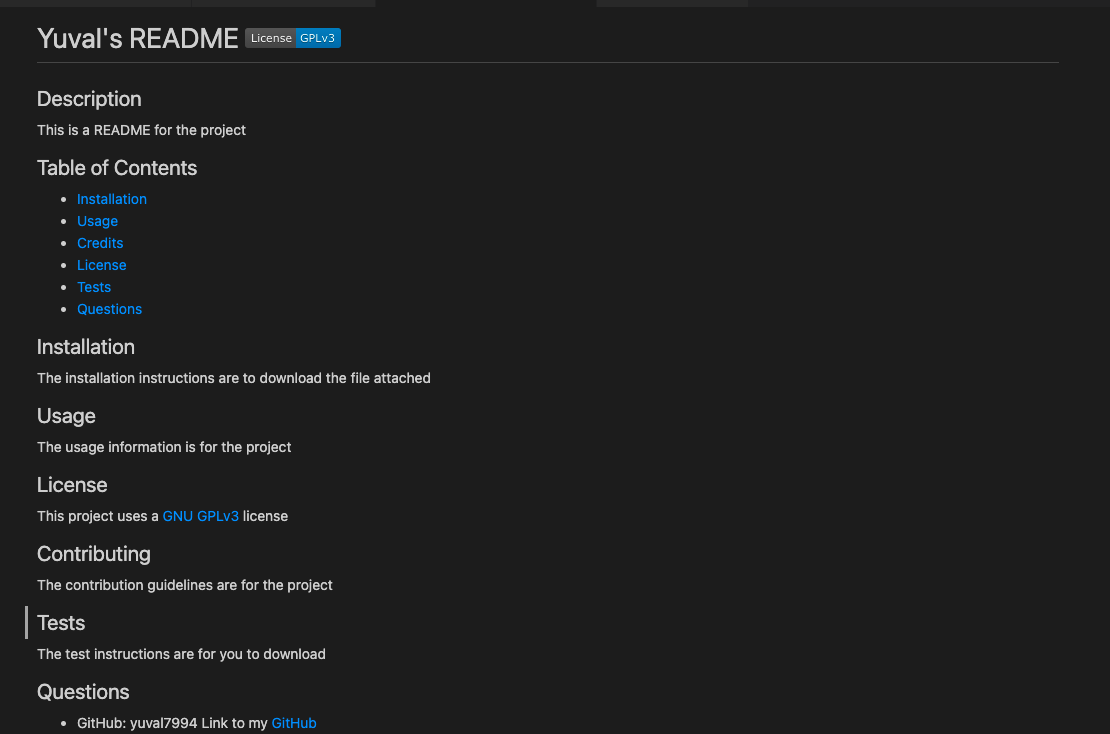 Yuval's README License GPLv3
Description
This is a README for the project
Table of Contents
Installation
Usage
Credits
License
Tests
Questions
Installation
The installation instructions are to download the file attached
Usage
The usage information is for the project
License
This project uses a GNU GPLv3 license
Contributing
The contribution guidelines are for the project
Tests
The test instructions are for you to download
Questions
GitHub: yuval7994 Link to my GitHub